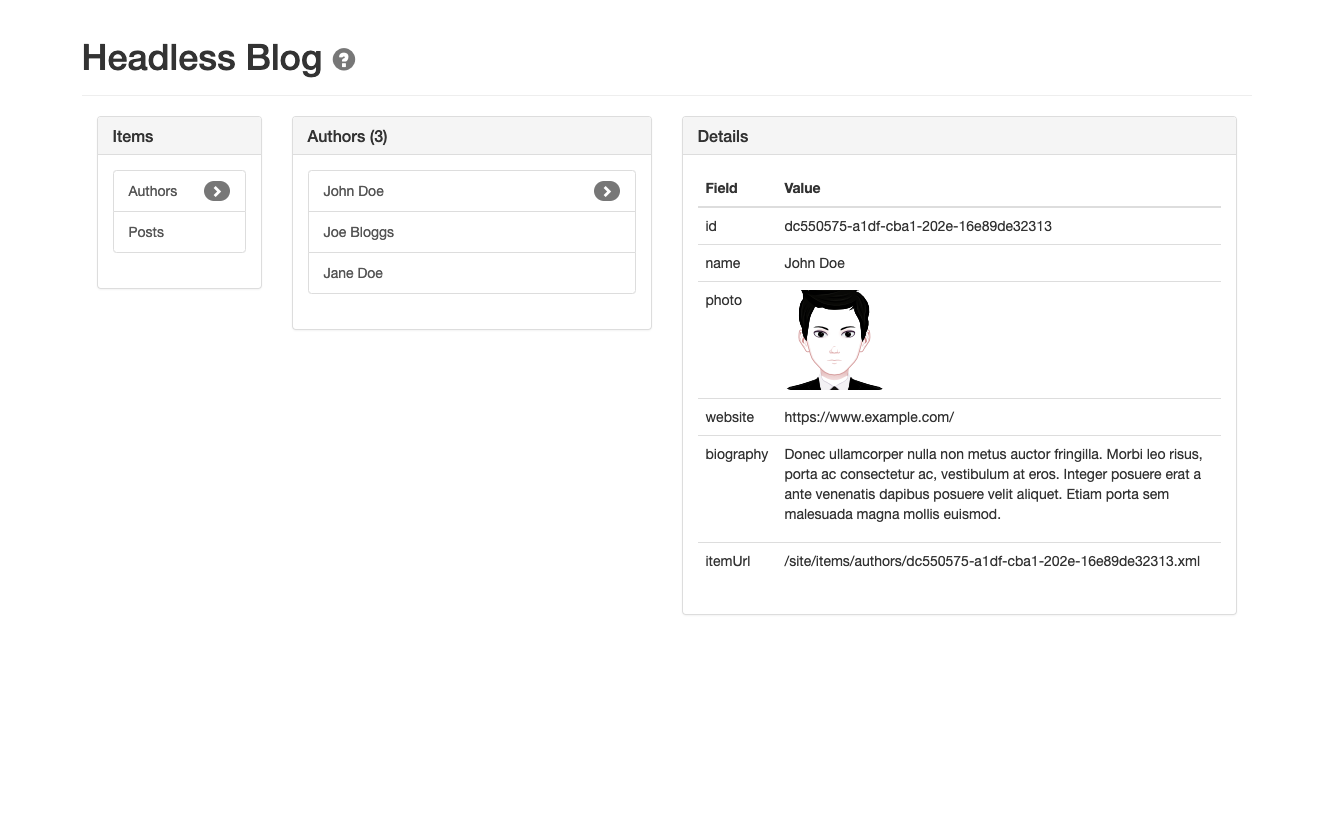 Headless Blog ?
Items
Authors
Posts
Authors (3)
John Doe
Joe Bloggs
Jane Doe
Details
Field Value
id dc550575-a1df-cba1-202e-16e89de32313
name John Doe
photo
website https://www.example.com/
biography Donec ullamcorper nulla non metus auctor fringilla. Morbi leo risus,
porta ac consectetur ac, vestibulum at eros. Integer posuere erat a
ante venenatis dapibus posuere velit aliquet. Etiam porta sem
malesuada magna mollis euismod.
itemUrl /site/items/authors/dc550575-a1df-cba1-202e-16e89de32313.xml